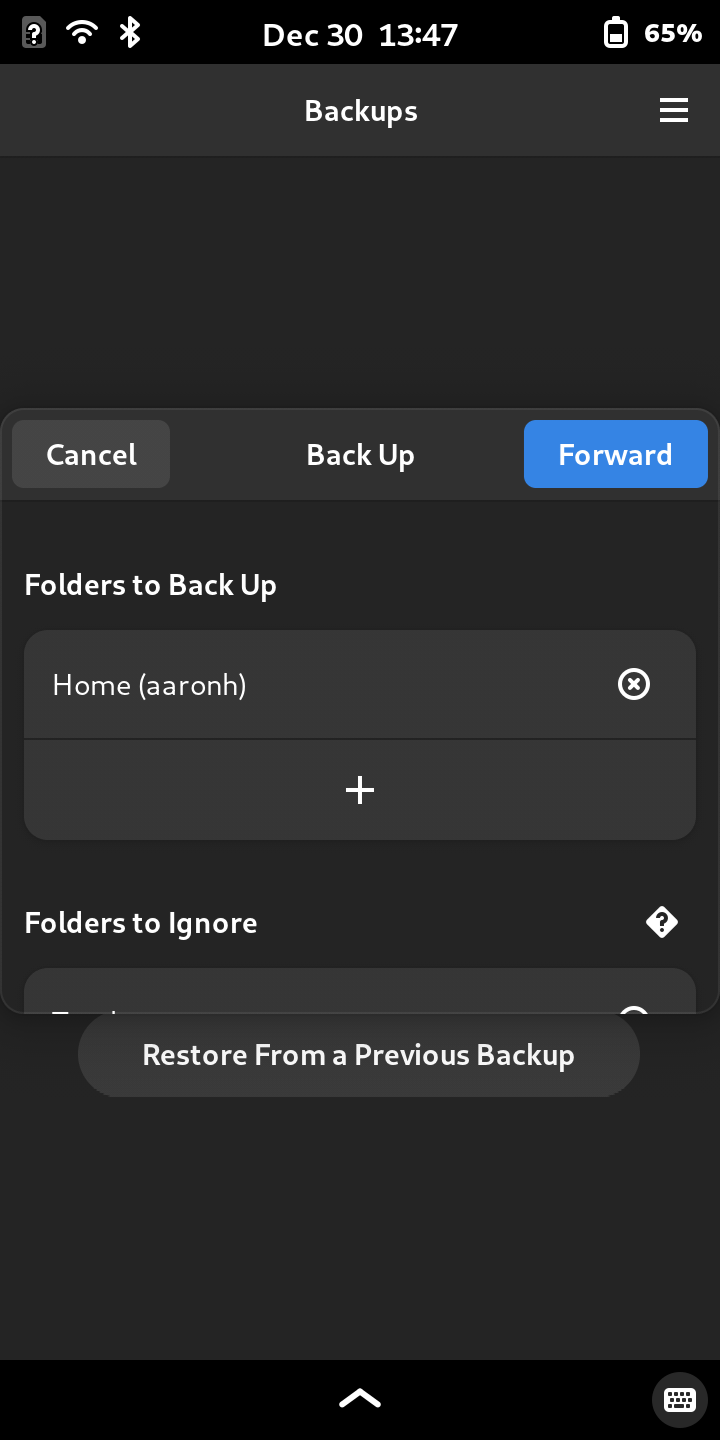 Dec 30 13:47
65%
Backups
Cancel
Back Up
Forward
Folders to Back Up
Home (aaronh)
Folders to Ignore
Restore From a Previous Backup